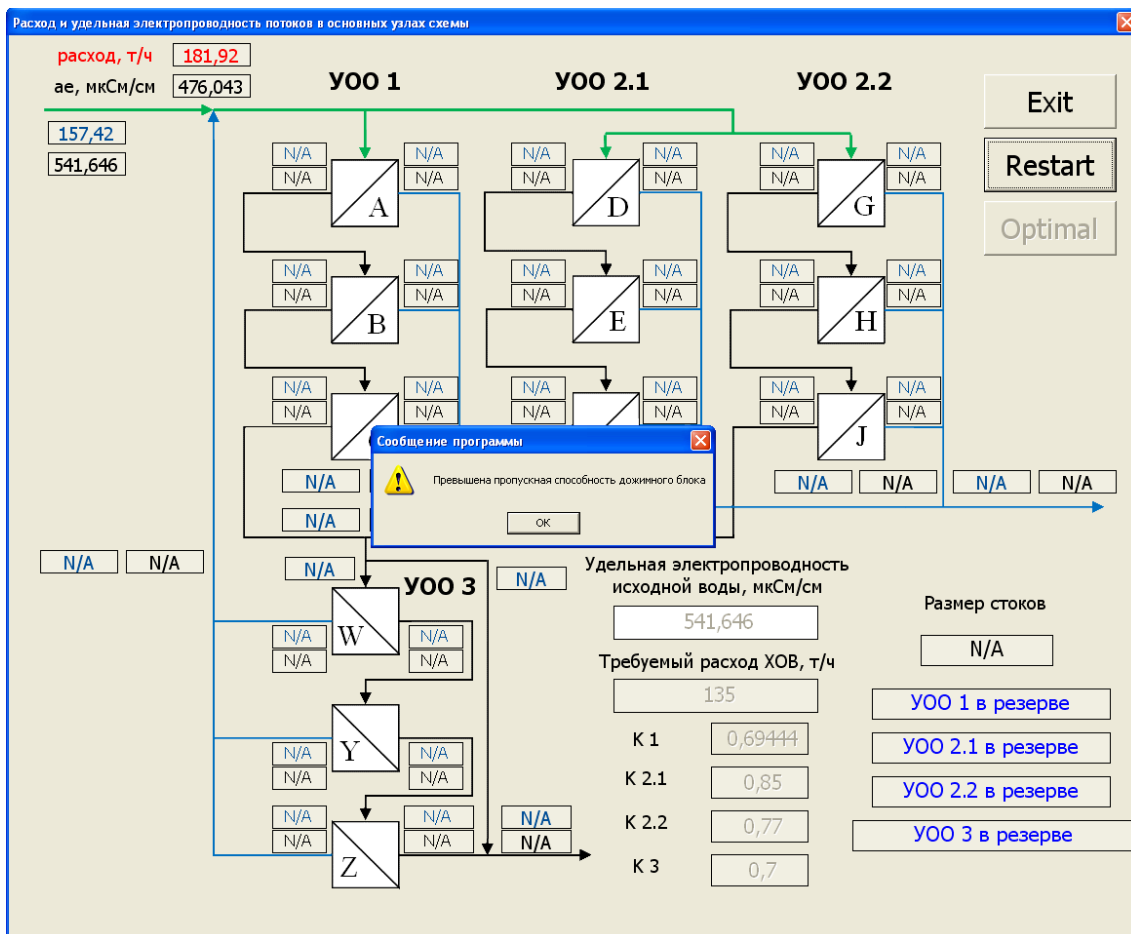 Расход и удельная электропроводность потоков в основных узлах схемы
расход, т/ч 181,92
ae, мкСм/см 476,043
157,42
541,646
УОО 1 УОО 2.1 УОО 2.2
Exit
Restart
Optimal
N/A N/A N/A N/A N/A N/A
N/A N/A N/A N/A N/A N/A
A D G
N/A N/A N/A N/A N/A N/A
N/A N/A N/A N/A N/A N/A
B E H
N/A N/A N/A N/A N/A N/A
N/A N/A N/A N/A N/A N/A
J
Сообщение программы
Превышена пропускная способность дожимного блока
OK
N/A N/A N/A N/A N/A
N/A
N/A N/A N/A УОО 3 N/A
W
N/A N/A
N/A N/A
Y
N/A N/A
N/A N/A
Z
N/A N/A N/A
N/A N/A N/A
Удельная электропроводность
исходной воды, мкСм/см
541,646
Требуемый расход ХОВ, т/ч
135
К 1 0,69444
К 2.1 0,85
К 2.2 0,77
К 3 0,7
Размер стоков
N/A
УОО 1 в резерве
УОО 2.1 в резерве
УОО 2.2 в резерве
УОО 3 в резерве